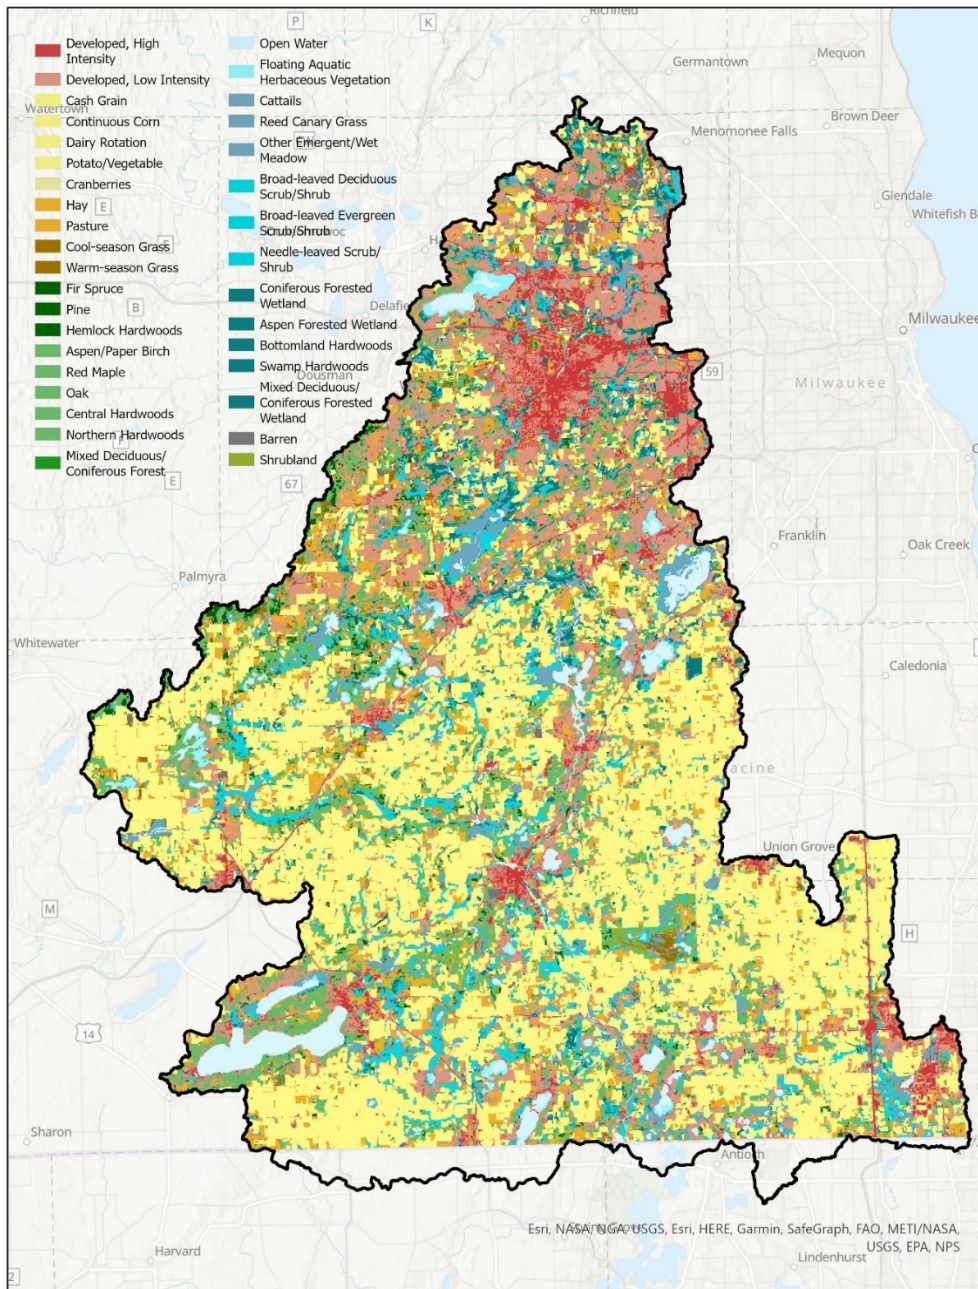 Richfield
P
K
Germantown
Mequon
Watertown
Menomonee Falls
Brown Deer
Glendale
Whitefish B
Developed, High
Intensity
Developed, Low Intensity
Cash Grain
Continuous Corn
Dairy Rotation
Potato/Vegetable
Cranberries
Hay
Pasture
Cool-season Grass
Warm-season Grass
Fir Spruce
Pine
Hemlock Hardwoods
Aspen/Paper Birch
Red Maple
Oak
Central Hardwoods
Northern Hardwoods
Mixed Deciduous/
Coniferous Forest
Open Water
Floating Aquatic
Herbaceous Vegetation
Cattails
Reed Canary Grass
Other Emergent/Wet
Meadow
Broad-leaved Deciduous
Scrub/Shrub
Broad-leaved Evergreen
Scrub/Shrub
Needle-leaved Scrub/
Shrub
Coniferous Forested
Wetland
Aspen Forested Wetland
Bottomland Hardwoods
Swamp Hardwoods
Mixed Deciduous/
Coniferous Forested
Wetland
Barren
Shrubland
E
B
Delafie
Milwaukee
59
Milwaukee
Dousman
E
67
Franklin
Oak Creek
Palmyra
Whitewater
Caledonia
acine
Union Grove
M
H
14
Sharon
Antioch
Esri, NASA, NGA, USGS, Esri, HERE, Garmin, SafeGraph, FAO, METI/NASA,
USGS, EPA, NPS
Harvard
Lindenhurst
2